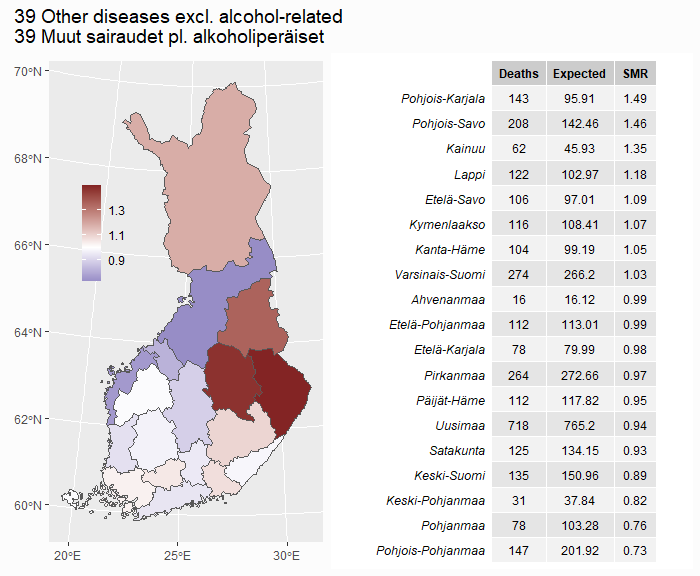 39 Other diseases excl. alcohol-related
39 Muut sairaudet pl. alkoholiperäiset
70°N
68°N
66°N
64°N
62°N
60°N
20°E 25°E 30°E
1.3
1.1
0.9
Deaths Expected SMR
Pohjois-Karjala 143 95.91 1.49
Pohjois-Savo 208 142.46 1.46
Kainuu 62 45.93 1.35
Lappi 122 102.97 1.18
Etelä-Savo 106 97.01 1.09
Kymenlaakso 116 108.41 1.07
Kanta-Häme 104 99.19 1.05
Varsinais-Suomi 274 266.2 1.03
Ahvenanmaa 16 16.12 0.99
Etelä-Pohjanmaa 112 113.01 0.99
Etelä-Karjala 78 79.99 0.98
Pirkanmaa 264 272.66 0.97
Päijät-Häme 112 117.82 0.95
Uusimaa 718 765.2 0.94
Satakunta 125 134.15 0.93
Keski-Suomi 135 150.96 0.89
Keski-Pohjanmaa 31 37.84 0.82
Pohjanmaa 78 103.28 0.76
Pohjois-Pohjanmaa 147 201.92 0.73